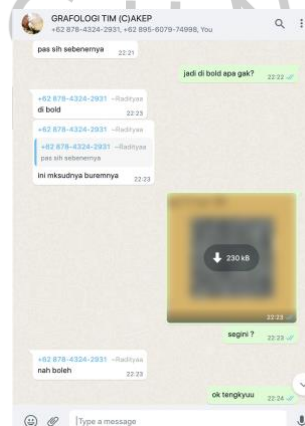 GRAFOLOGI TIM (C)AKEP
+62 878-4324-2931, +62 895-6079-74998, You
pas sih sebenernya 22:21
jadi di bold apa gak? 22:22
+62 878-4324-2931 ~Radityaa
di bold 22:23
+62 878-4324-2931 ~Radityaa
+62 878-4324-2931 ~Radityaa
pas sih sebenernya
ini mksudnya buremnya 22:23
230 kB
22:23
segini ? 22:23
+62 878-4324-2931 ~Radityaa
nah boleh 22:23
ok tengkyuu 22:24
Type a message